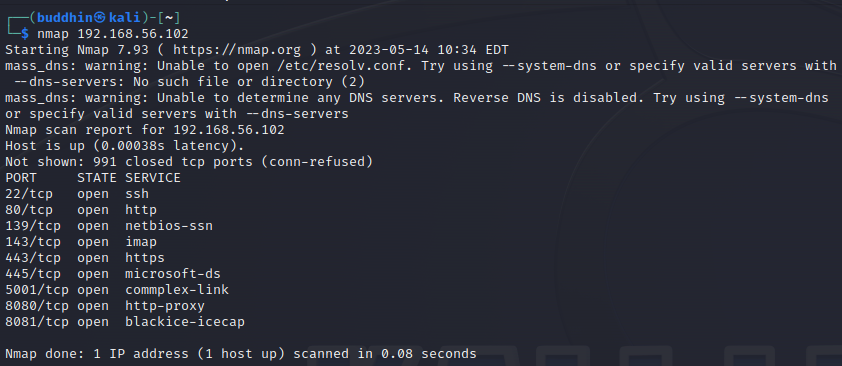 ┌──(buddhin㉿kali)-[~]
└─$ nmap 192.168.56.102
Starting Nmap 7.93 ( https://nmap.org ) at 2023-05-14 10:34 EDT
mass_dns: warning: Unable to open /etc/resolv.conf. Try using --system-dns or specify valid servers with
 --dns-servers: No such file or directory (2)
mass_dns: warning: Unable to determine any DNS servers. Reverse DNS is disabled. Try using --system-dns
or specify valid servers with --dns-servers
Nmap scan report for 192.168.56.102
Host is up (0.00038s latency).
Not shown: 991 closed tcp ports (conn-refused)
PORT     STATE SERVICE
22/tcp   open  ssh
80/tcp   open  http
139/tcp  open  netbios-ssn
143/tcp  open  imap
443/tcp  open  https
445/tcp  open  microsoft-ds
5001/tcp open  commplex-link
8080/tcp open  http-proxy
8081/tcp open  blackice-icecap
Nmap done: 1 IP address (1 host up) scanned in 0.08 seconds